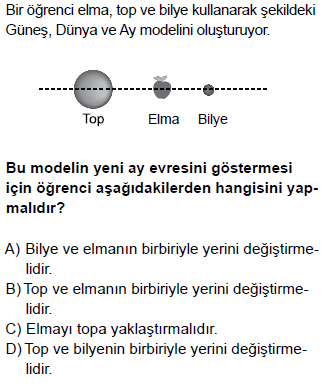 Bir öğrenci elma, top ve bilye kullanarak şekildeki
Güneş, Dünya ve Ay modelini oluşturuyor.
Top
Elma
Bilye
Bu modelin yeni ay evresini göstermesi
için öğrenci aşağıdakilerden hangisini yap-
malıdır?
A) Bilye ve elmanın birbiriyle yerini değiştirme-
lidir.
B) Top ve elmanın birbiriyle yerini değiştirme-
lidir.
C) Elmayı topa yaklaştırmalıdır.
D) Top ve bilyenin birbiriyle yerini değiştirme-
lidir.